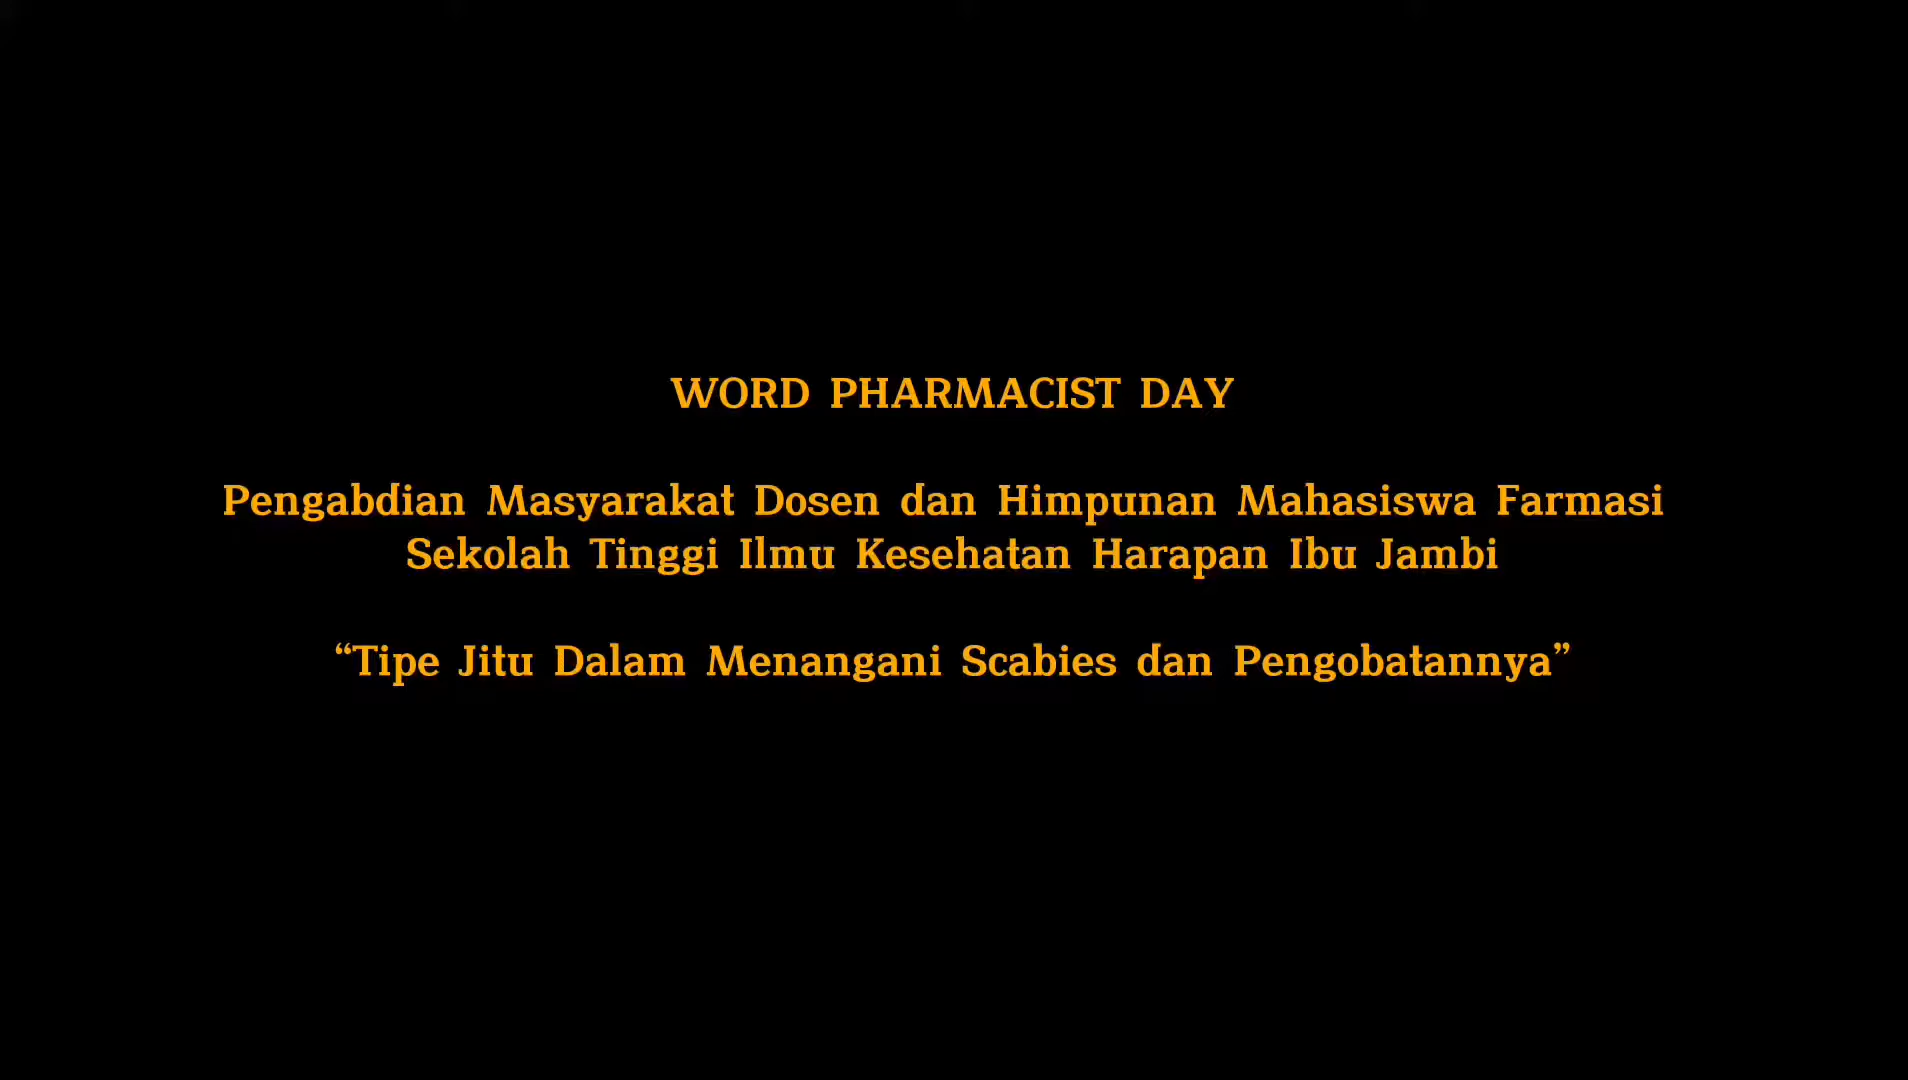 WORD PHARMACIST DAY
Pengabdian Masyarakat Dosen dan Himpunan Mahasiswa Farmasi
Sekolah Tinggi Ilmu Kesehatan Harapan Ibu Jambi
“Tipe Jitu Dalam Menangani Scabies dan Pengobatannya”